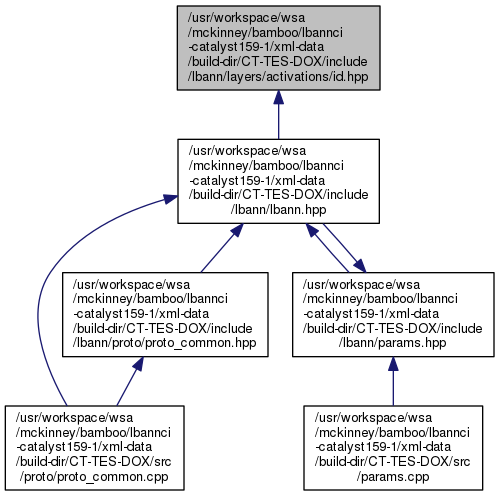 /usr/workspace/wsa
/mckinney/bamboo/lbannci
-catalyst159-1/xml-data
/build-dir/CT-TES-DOX/include
/lbann/layers/activations/id.hpp
/usr/workspace/wsa
/mckinney/bamboo/lbannci
-catalyst159-1/xml-data
/build-dir/CT-TES-DOX/include
/lbann/lbann.hpp
/usr/workspace/wsa
/mckinney/bamboo/lbannci
-catalyst159-1/xml-data
/build-dir/CT-TES-DOX/include
/lbann/proto/proto_common.hpp
/usr/workspace/wsa
/mckinney/bamboo/lbannci
-catalyst159-1/xml-data
/build-dir/CT-TES-DOX/include
/lbann/params.hpp
/usr/workspace/wsa
/mckinney/bamboo/lbannci
-catalyst159-1/xml-data
/build-dir/CT-TES-DOX/src
/proto/proto_common.cpp
/usr/workspace/wsa
/mckinney/bamboo/lbannci
-catalyst159-1/xml-data
/build-dir/CT-TES-DOX/src
/params.cpp